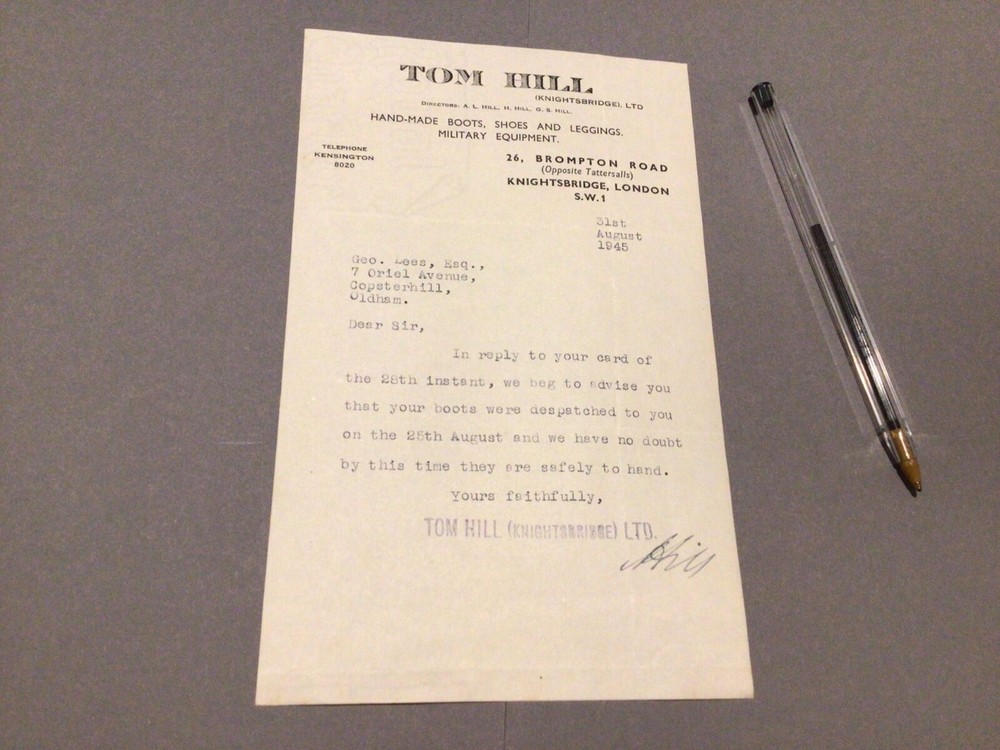 TOM HILL
(KNIGHTSBRIDGE), LTD
DIRECTORS: A. L. HILL, H. HILL, G. S. HILL.
HAND-MADE BOOTS, SHOES AND LEGGINGS.
MILITARY EQUIPMENT.
TELEPHONE
KENSINGTON
8020
26, BROMPTON ROAD
(Opposite Tattersalls)
KNIGHTSBRIDGE, LONDON
S.W.1
31st
August
1945
Geo. Lees, Esq.,
7 Oriel Avenue,
Copsterhill,
Oldham.
Dear Sir,
In reply to your card of
the 28th instant, we beg to advise you
that your boots were despatched to you
on the 25th August and we have no doubt
by this time they are safely to hand.
Yours faithfully,
TOM HILL (KNIGHTSBRIDGE) LTD.
Hill